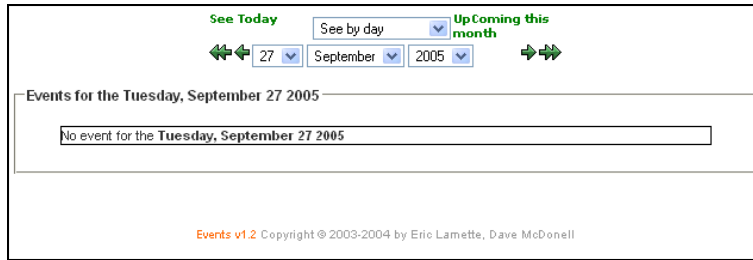 See Today See by day UpComing this month
27 September 2005
Events for the Tuesday, September 27 2005
No event for the Tuesday, September 27 2005
Events v1.2 Copyright © 2003-2004 by Eric Lamette, Dave McDonell